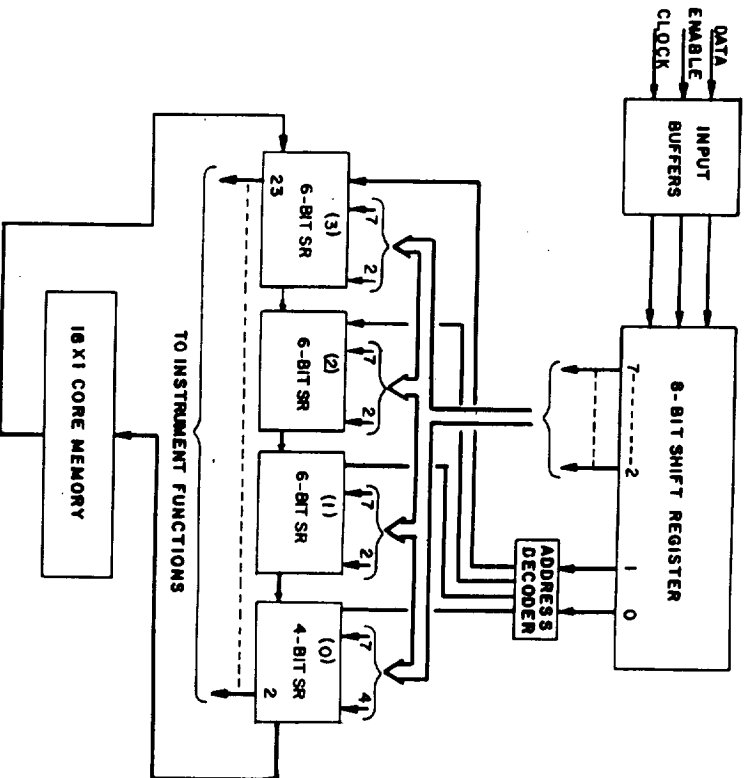 DATA
ENABLE
CLOCK
INPUT
BUFFERS
8-BIT SHIFT REGISTER
7
2
1
0
ADDRESS
DECODER
7
2
7
2
7
2
7
4
(3)
6-BIT SR
23
(2)
6-BIT SR
(1)
6-BIT SR
(0)
4-BIT SR
2
TO INSTRUMENT FUNCTIONS
18X1 CORE MEMORY